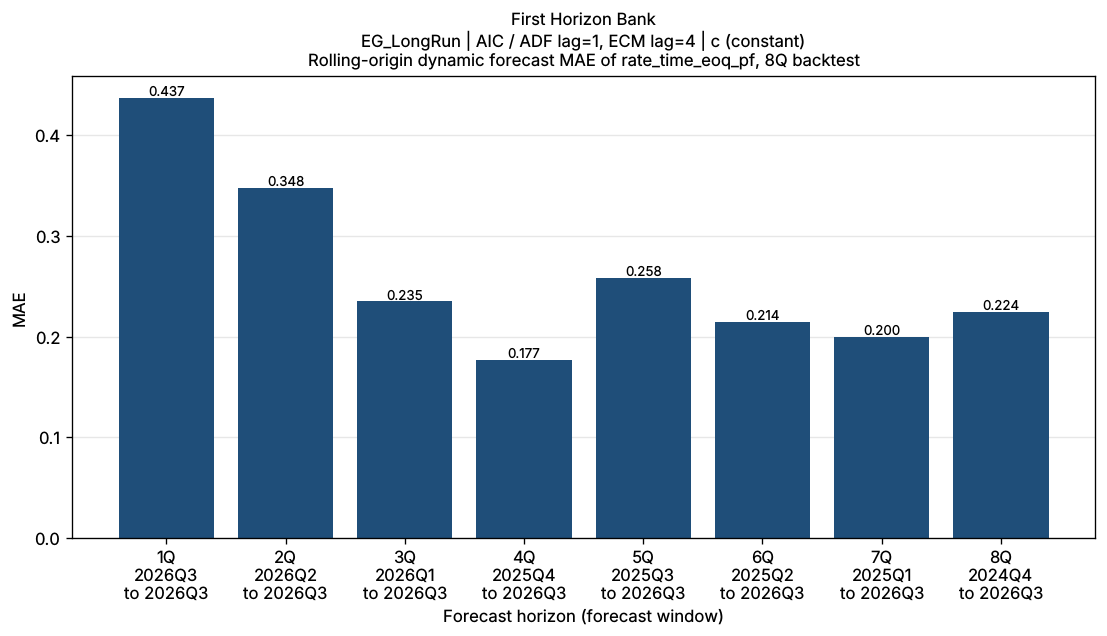 First Horizon Bank
EG_LongRun | AIC / ADF lag=1, ECM lag=4 | c (constant)
Rolling-origin dynamic forecast MAE of rate_time_eoq_pf, 8Q backtest
MAE
0.4
0.3
0.2
0.1
0.0
0.437
0.348
0.235
0.177
0.258
0.214
0.200
0.224
1Q
2026Q3
to 2026Q3
2Q
2026Q2
to 2026Q3
3Q
2026Q1
to 2026Q3
4Q
2025Q4
to 2026Q3
5Q
2025Q3
to 2026Q3
6Q
2025Q2
to 2026Q3
7Q
2025Q1
to 2026Q3
8Q
2024Q4
to 2026Q3
Forecast horizon (forecast window)